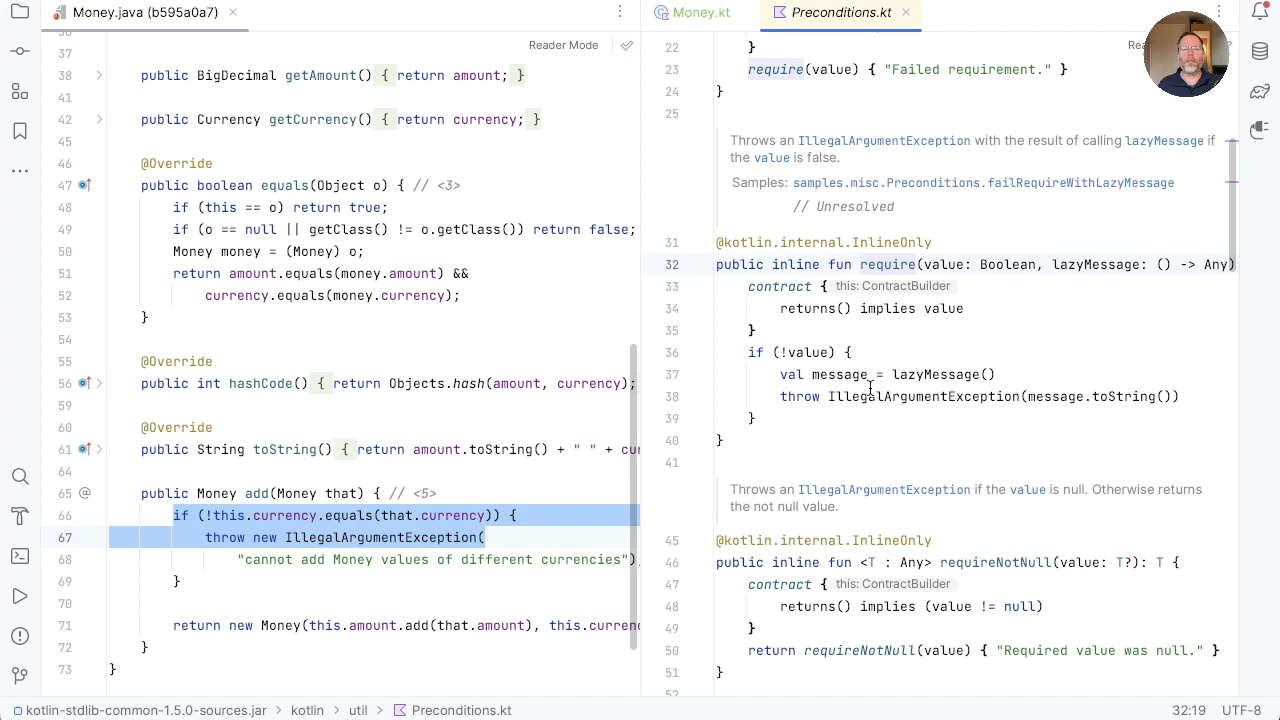 Money.java (b595a0a7)
Money.kt
Preconditions.kt
Reader Mode
36
37
38 public BigDecimal getAmount() { return amount; }
41
42 public Currency getCurrency() { return currency; }
45
46 @Override
47 public boolean equals(Object o) { // <3>
48 if (this == o) return true;
49 if (o == null || getClass() != o.getClass()) return false;
50 Money money = (Money) o;
51 return amount.equals(money.amount) &&
52 currency.equals(money.currency);
53 }
54
55 @Override
56 public int hashCode() { return Objects.hash(amount, currency);
59
60 @Override
61 public String toString() { return amount.toString() + " " + cur
64
65 @ public Money add(Money that) { // <5>
66 if (!this.currency.equals(that.currency)) {
67 throw new IllegalArgumentException(
68 "cannot add Money values of different currencies")
69 }
70
71 return new Money(this.amount.add(that.amount), this.curren
72 }
73 }
Rea
22 }
23 require(value) { "Failed requirement." }
24 }
25
Throws an IllegalArgumentException with the result of calling lazyMessage if
the value is false.
Samples: samples.misc.Preconditions.failRequireWithLazyMessage
// Unresolved
31 @kotlin.internal.InlineOnly
32 public inline fun require(value: Boolean, lazyMessage: () -> Any)
33 contract { this: ContractBuilder
34 returns() implies value
35 }
36 if (!value) {
37 val message = lazyMessage()
38 throw IllegalArgumentException(message.toString())
39 }
40 }
41
Throws an IllegalArgumentException if the value is null. Otherwise returns
the not null value.
45 @kotlin.internal.InlineOnly
46 public inline fun <T : Any> requireNotNull(value: T?): T {
47 contract { this: ContractBuilder
48 returns() implies (value != null)
49 }
50 return requireNotNull(value) { "Required value was null." }
51 }
52
kotlin-stdlib-common-1.5.0-sources.jar > kotlin > util > Preconditions.kt
32:19 UTF-8